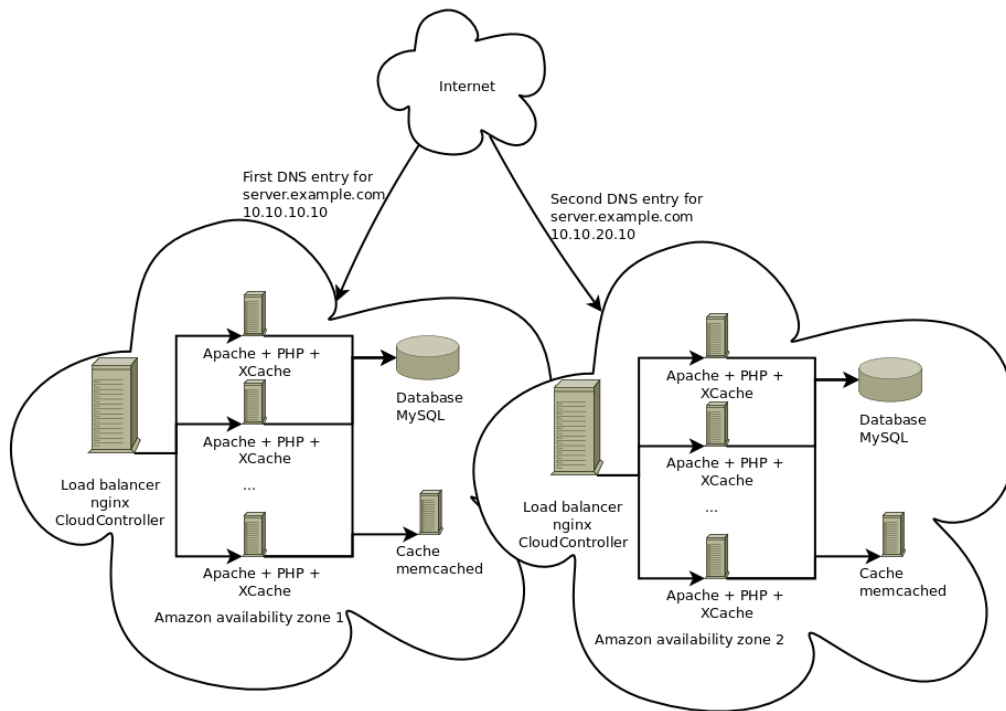 Internet
First DNS entry for
server.example.com
10.10.10.10
Second DNS entry for
server.example.com
10.10.20.10
Apache + PHP +
XCache
Database
MySQL
Apache + PHP +
XCache
...
Load balancer
nginx
CloudController
Cache
memcached
Apache + PHP +
XCache
Amazon availability zone 1
Apache + PHP +
XCache
Database
MySQL
Apache + PHP +
XCache
...
Load balancer
nginx
CloudController
Cache
memcached
Apache + PHP +
XCache
Amazon availability zone 2